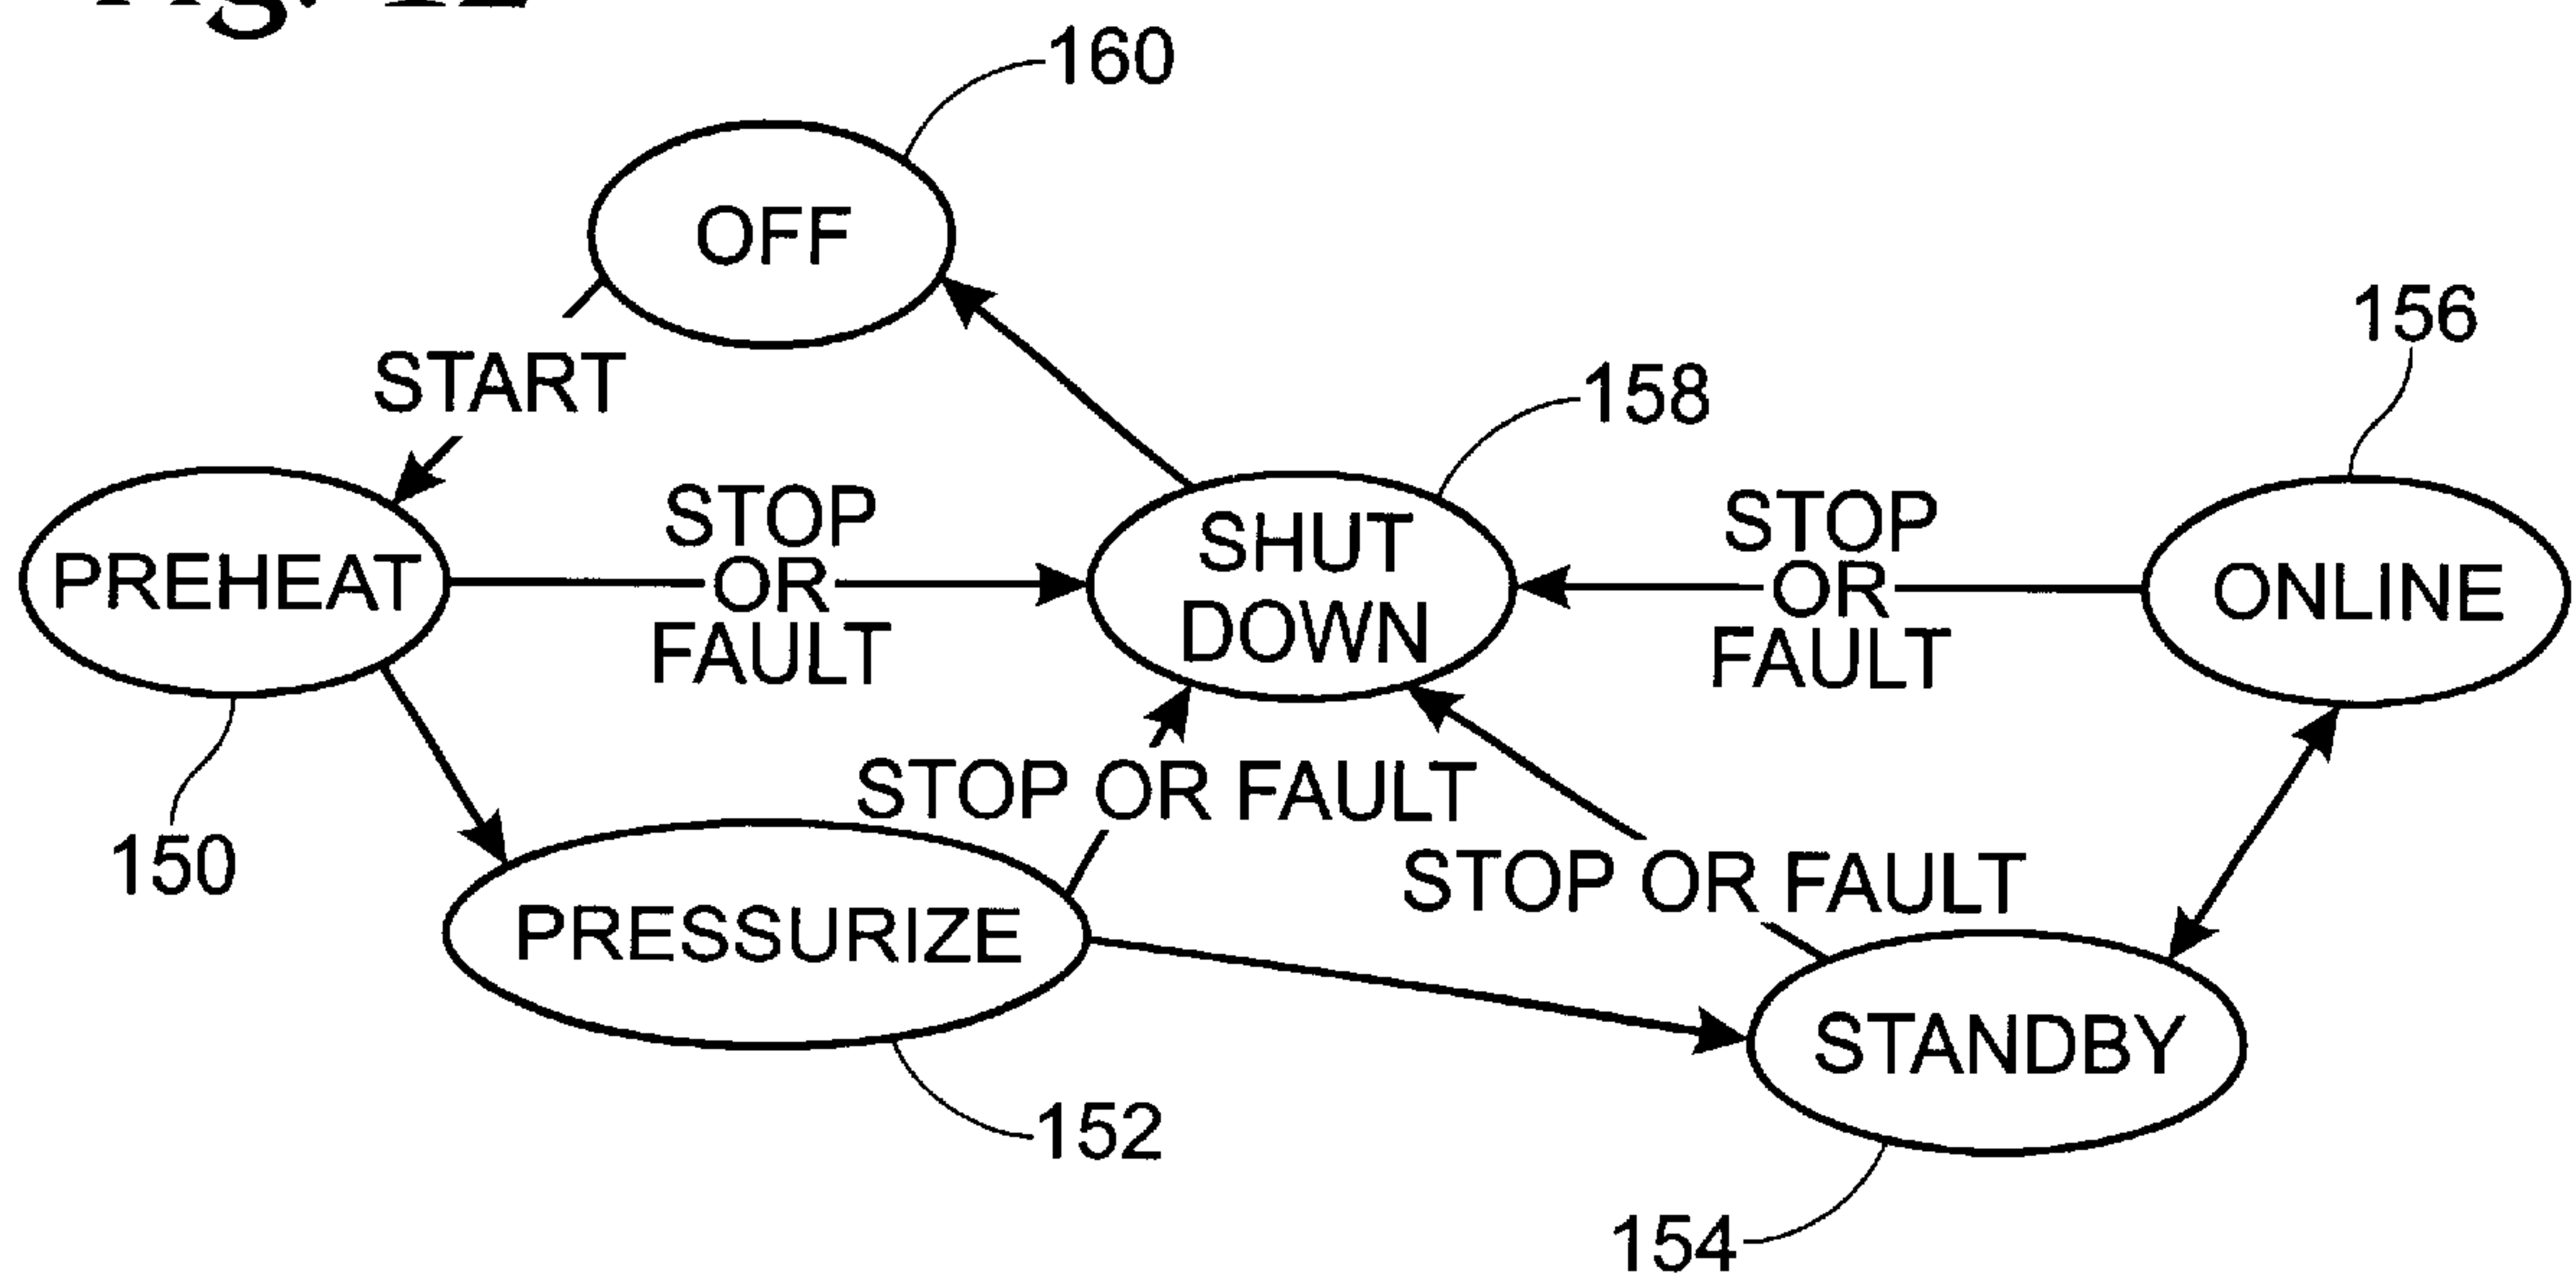 160
OFF
156
START
158
STOP
OR
FAULT
SHUT
DOWN
STOP
OR
FAULT
PREHEAT
ONLINE
STOP OR FAULT
150
STOP OR FAULT
PRESSURIZE
STANDBY
152
154